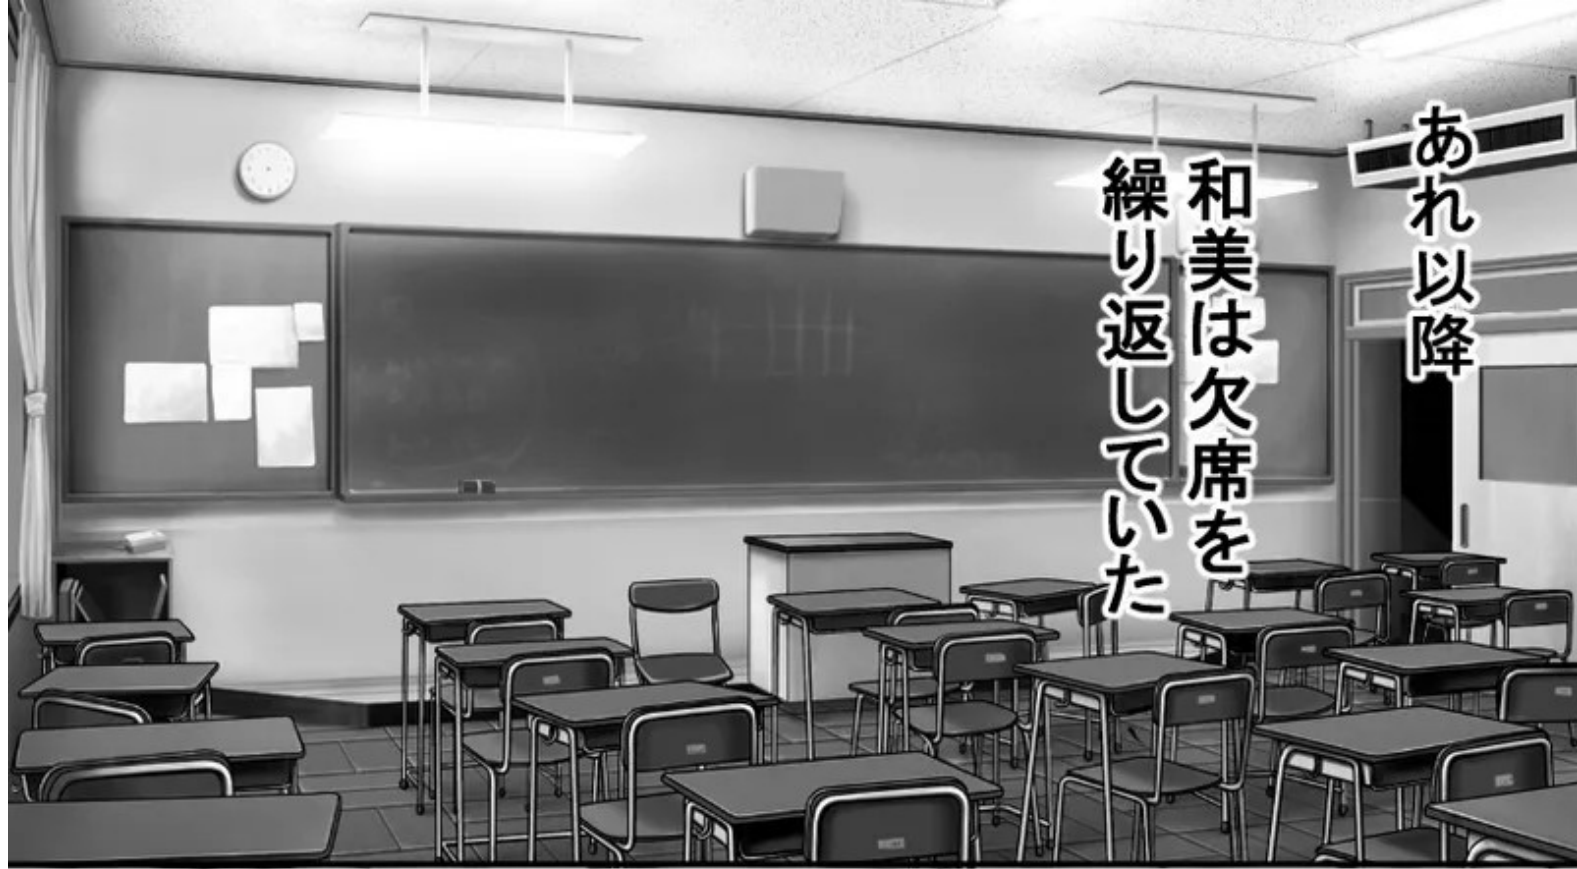 あれ以降
和美は欠席を
繰り返していた